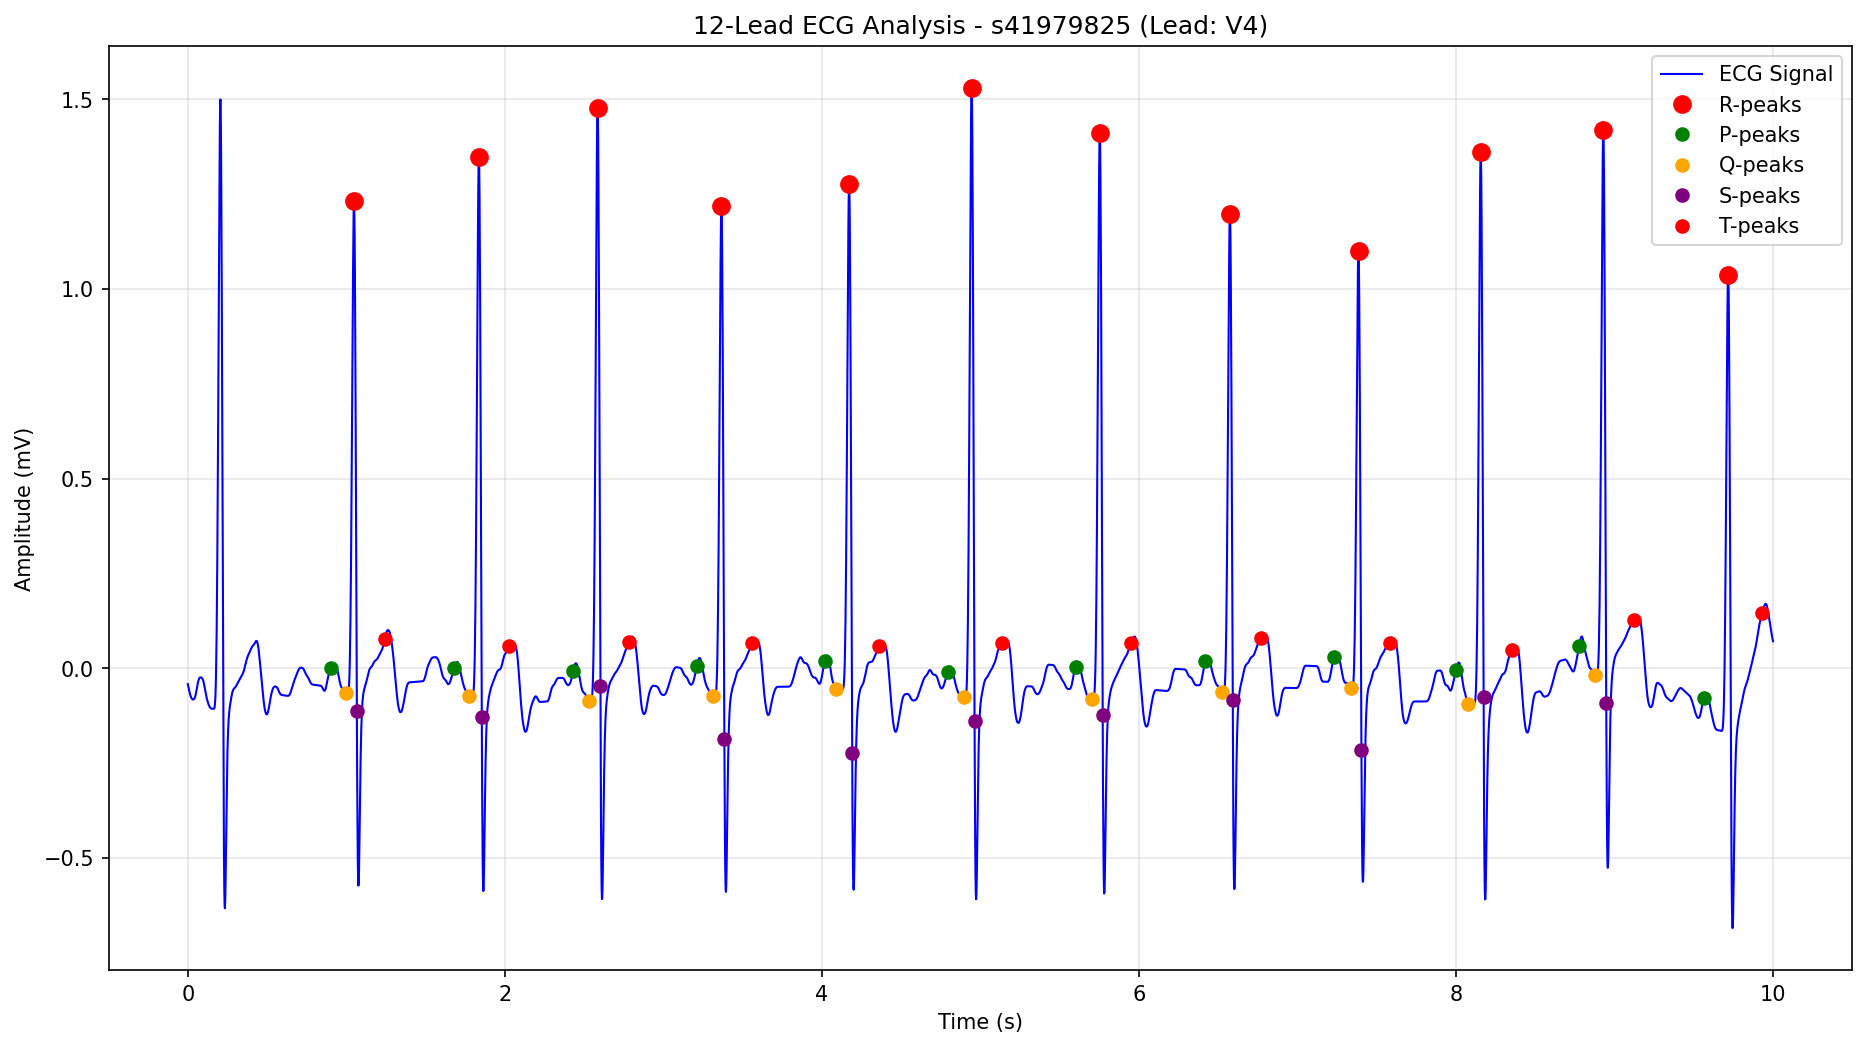 12-Lead ECG Analysis - s41979825 (Lead: V4)
ECG Signal
R-peaks
P-peaks
Q-peaks
S-peaks
T-peaks
Amplitude (mV)
1.5
1.0
0.5
0.0
−0.5
0 2 4 6 8 10
Time (s)